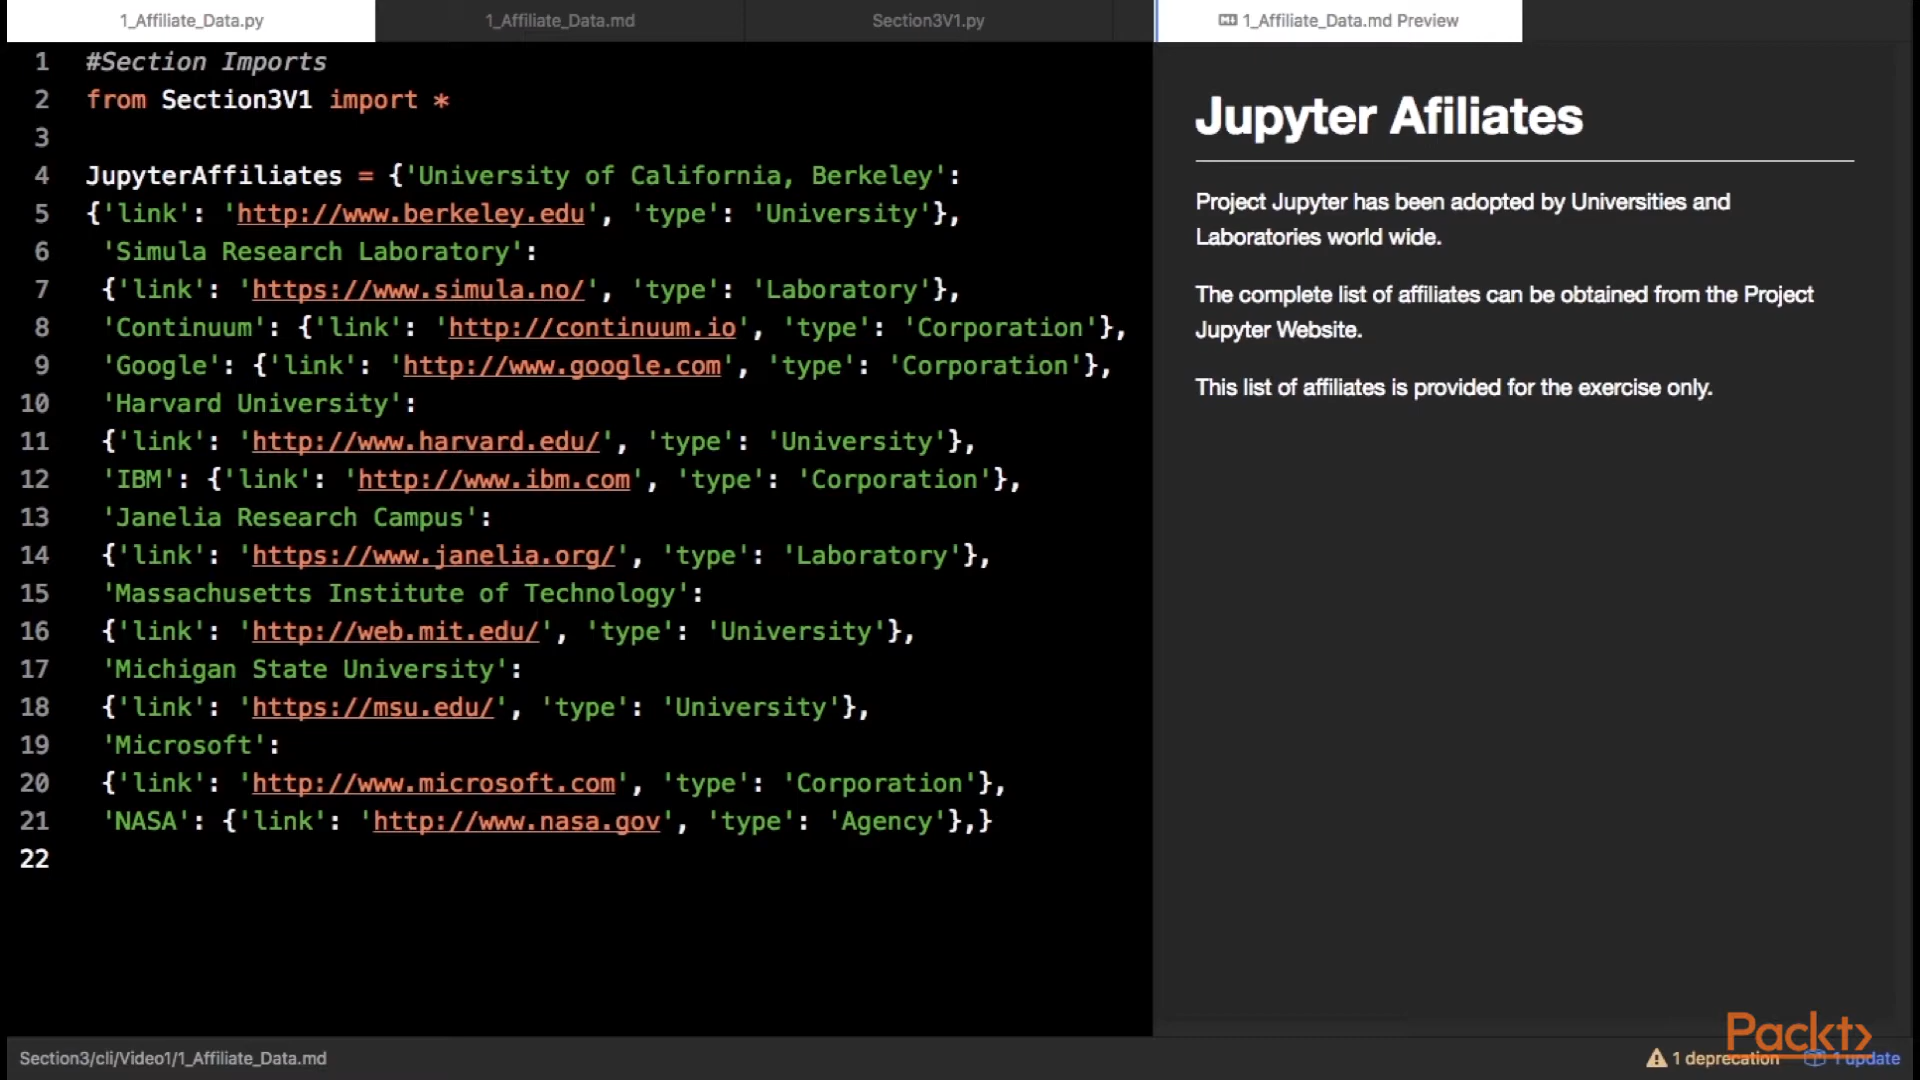 1_Affiliate_Data.py
1_Affiliate_Data.md
Section3V1.py
1_Affiliate_Data.md Preview
1 #Section Imports
2 from Section3V1 import *
3
4 JupyterAffiliates = {'University of California, Berkeley':
5 {'link': 'http://www.berkeley.edu', 'type': 'University'},
6 'Simula Research Laboratory':
7 {'link': 'https://www.simula.no/', 'type': 'Laboratory'},
8 'Continuum': {'link': 'http://continuum.io', 'type': 'Corporation'},
9 'Google': {'link': 'http://www.google.com', 'type': 'Corporation'},
10 'Harvard University':
11 {'link': 'http://www.harvard.edu/', 'type': 'University'},
12 'IBM': {'link': 'http://www.ibm.com', 'type': 'Corporation'},
13 'Janelia Research Campus':
14 {'link': 'https://www.janelia.org/', 'type': 'Laboratory'},
15 'Massachusetts Institute of Technology':
16 {'link': 'http://web.mit.edu/', 'type': 'University'},
17 'Michigan State University':
18 {'link': 'https://msu.edu/', 'type': 'University'},
19 'Microsoft':
20 {'link': 'http://www.microsoft.com', 'type': 'Corporation'},
21 'NASA': {'link': 'http://www.nasa.gov', 'type': 'Agency'},}
22
Jupyter Afiliates
Project Jupyter has been adopted by Universities and
Laboratories world wide.
The complete list of affiliates can be obtained from the Project
Jupyter Website.
This list of affiliates is provided for the exercise only.
Packt>
Section3/cli/Video1/1_Affiliate_Data.md
1 deprecation
1 update